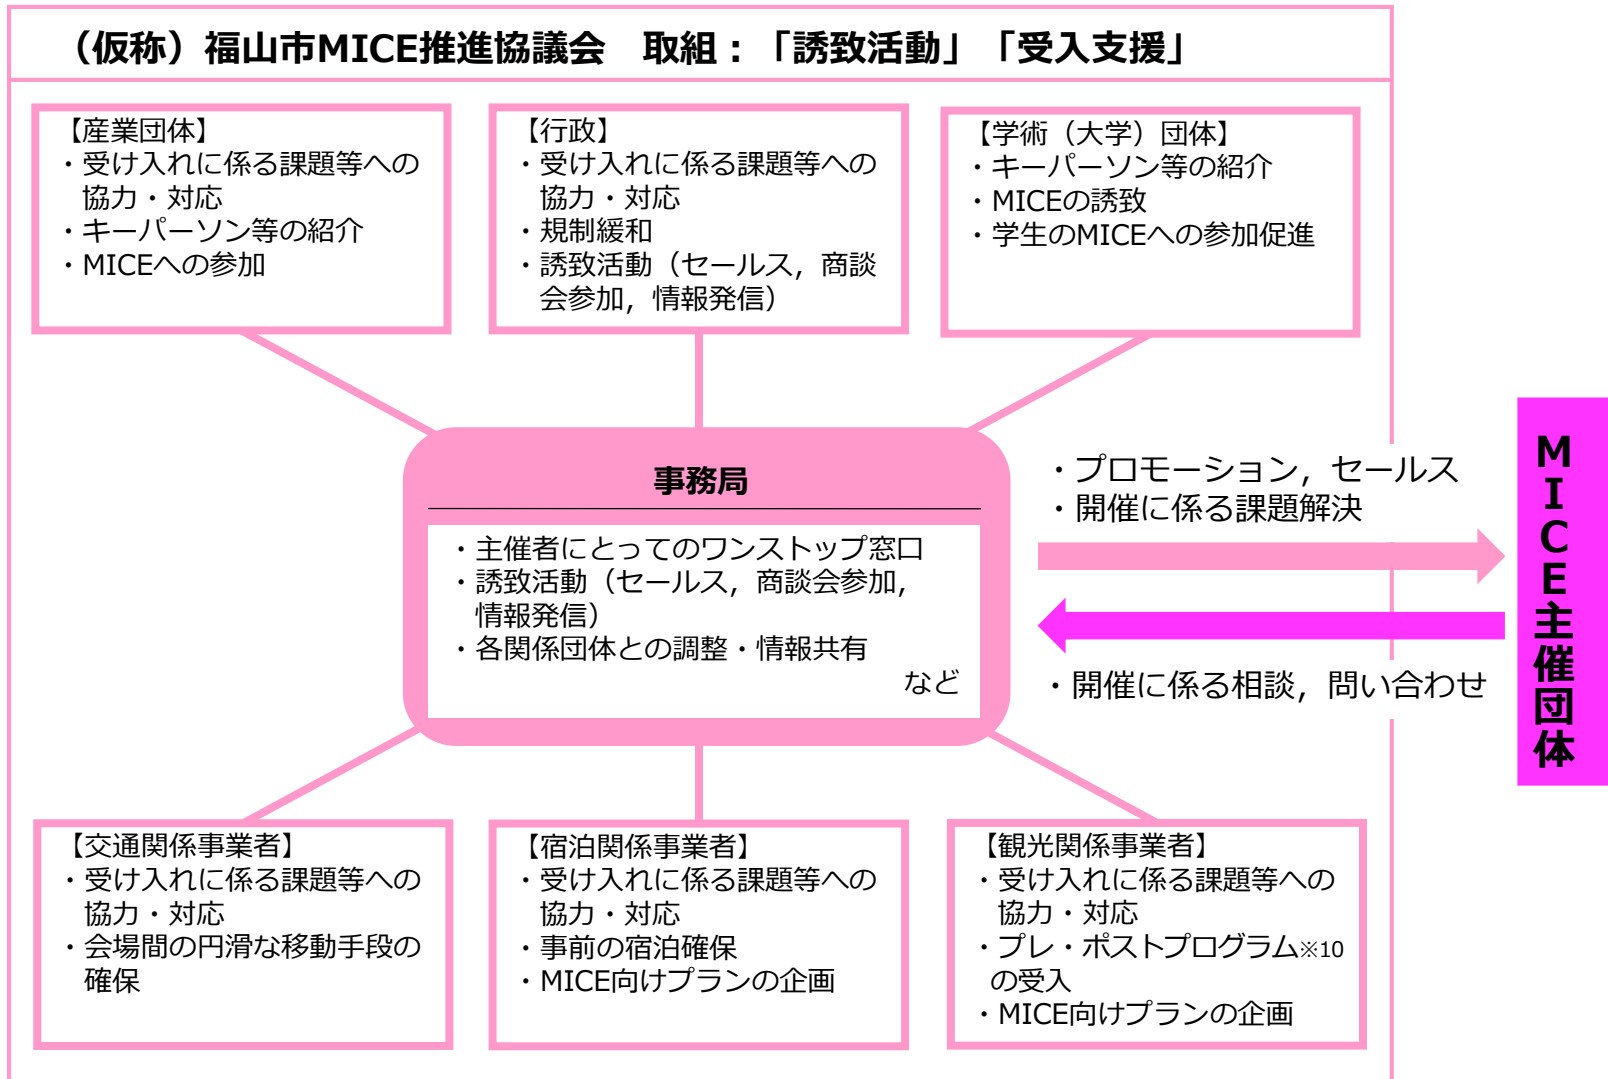 （仮称）福山市MICE推進協議会　取組：「誘致活動」「受入支援」
【産業団体】
・受け入れに係る課題等への
協力・対応
・キーパーソン等の紹介
・MICEへの参加
【行政】
・受け入れに係る課題等への
協力・対応
・規制緩和
・誘致活動（セールス，商談
会参加，情報発信）
【学術（大学）団体】
・キーパーソン等の紹介
・MICEの誘致
・学生のMICEへの参加促進
事務局
・主催者にとってのワンストップ窓口
・誘致活動（セールス，商談会参加，
情報発信）
・各関係団体との調整・情報共有
など
・プロモーション，セールス
・開催に係る課題解決
・開催に係る相談，問い合わせ
MICE主催団体
【交通関係事業者】
・受け入れに係る課題等への
協力・対応
・会場間の円滑な移動手段の
確保
【宿泊関係事業者】
・受け入れに係る課題等への
協力・対応
・事前の宿泊確保
・MICE向けプランの企画
【観光関係事業者】
・受け入れに係る課題等への
協力・対応
・プレ・ポストプログラム※10
の受入
・MICE向けプランの企画